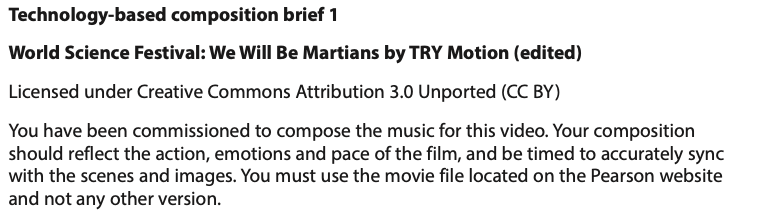 Technology-based composition brief 1
World Science Festival: We Will Be Martians by TRY Motion (edited)
Licensed under Creative Commons Attribution 3.0 Unported (CC BY)
You have been commissioned to compose the music for this video. Your composition
should reflect the action, emotions and pace of the film, and be timed to accurately sync
with the scenes and images. You must use the movie file located on the Pearson website
and not any other version.